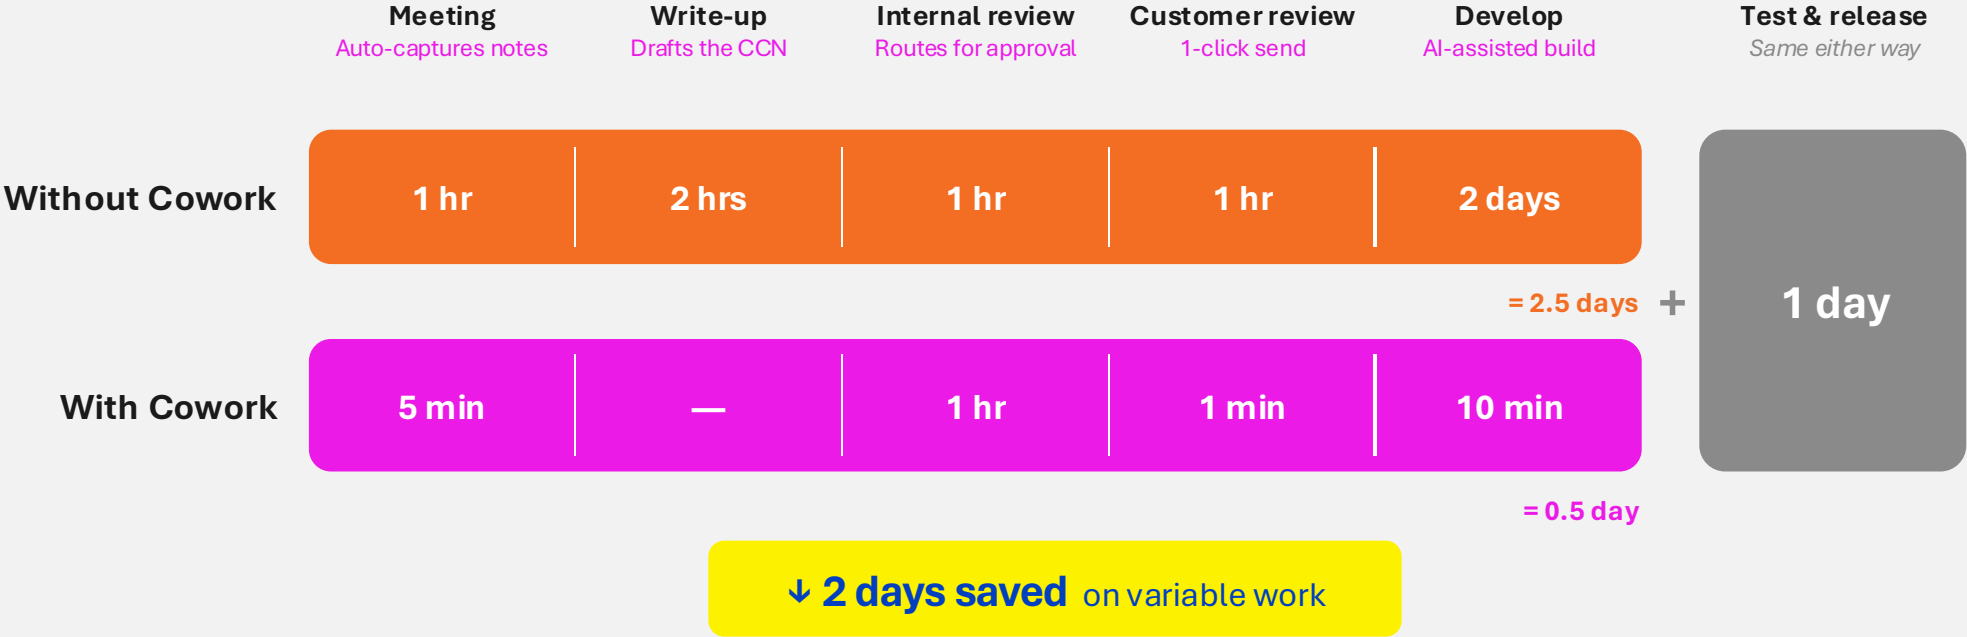 Meeting
Auto-captures notes
Write-up
Drafts the CCN
Internal review
Routes for approval
Customer review
1-click send
Develop
AI-assisted build
Test & release
Same either way
Without Cowork
1 hr
2 hrs
1 hr
1 hr
2 days
= 2.5 days
+
1 day
With Cowork
5 min
—
1 hr
1 min
10 min
= 0.5 day
↓ 2 days saved on variable work